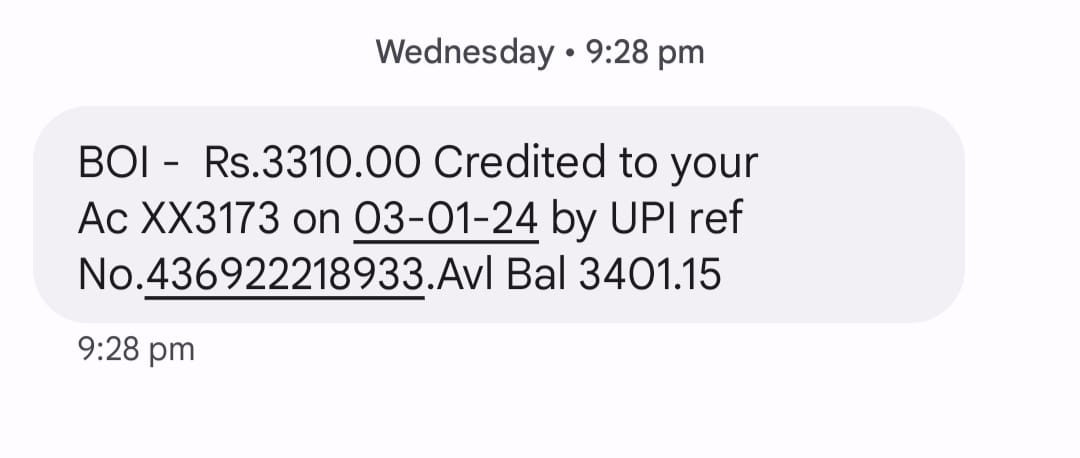 Wednesday • 9:28 pm
BOI - Rs.3310.00 Credited to your
Ac XX3173 on 03-01-24 by UPI ref
No.436922218933.Avl Bal 3401.15
9:28 pm